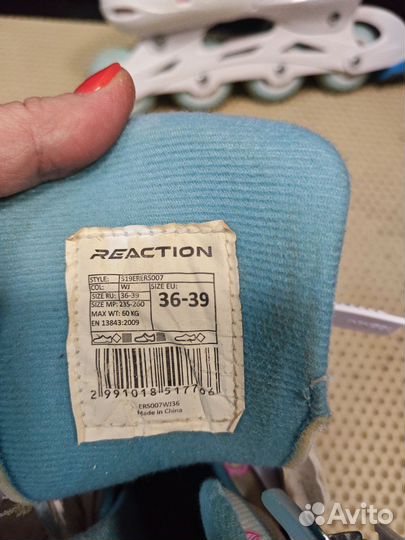 REACTION
STYLE: S19ERERS007
COL: WJ
SIZE RU: 36-39
SIZE MP: 235-260
MAX WT: 60 KG
EN 13843:2009
SIZE EU:
36-39
2 991018 517766
ERS007WJ36
Made in China
Avito